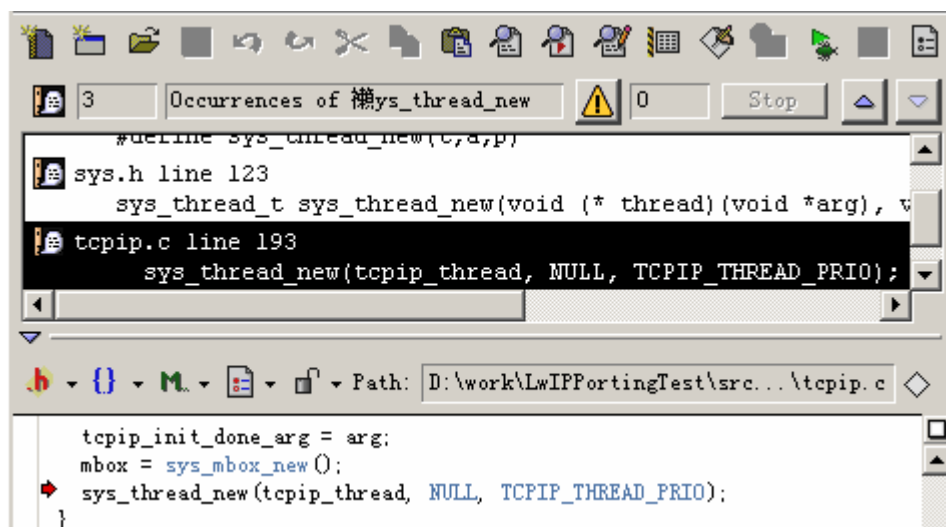 3 Occurrences of 禲ys_thread_new 0 Stop
#define sys_thread_new(t,a,p)
sys.h line 123
sys_thread_t sys_thread_new(void (* thread)(void *arg), v
tcpip.c line 193
sys_thread_new(tcpip_thread, NULL, TCPIP_THREAD_PRIO);
.h {} M.. Path: D:\work\LwIPPortingTest\src...\tcpip.c
tcpip_init_done_arg = arg;
mbox = sys_mbox_new();
sys_thread_new(tcpip_thread, NULL, TCPIP_THREAD_PRIO);
}